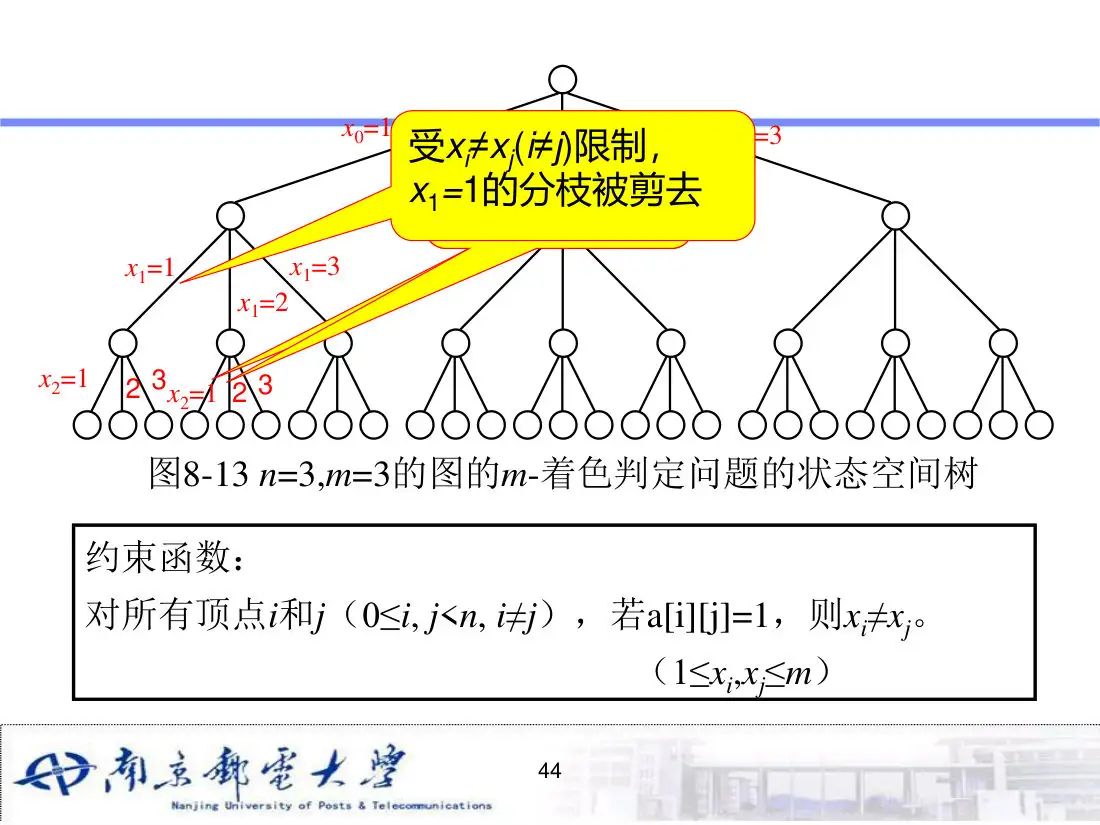 x₀=1
=3
受xᵢ≠xⱼ(i≠j)限制，
x₁=1的分枝被剪去
x₁=1
x₁=3
x₁=2
x₂=1
2
3
x₂=1
2
3
图8-13 n=3,m=3的图的m-着色判定问题的状态空间树
约束函数：
对所有顶点i和j（0≤i, j<n, i≠j），若a[i][j]=1，则xᵢ≠xⱼ。
（1≤xᵢ,xⱼ≤m）
南京邮电大学
Nanjing University of Posts & Telecommunications
44